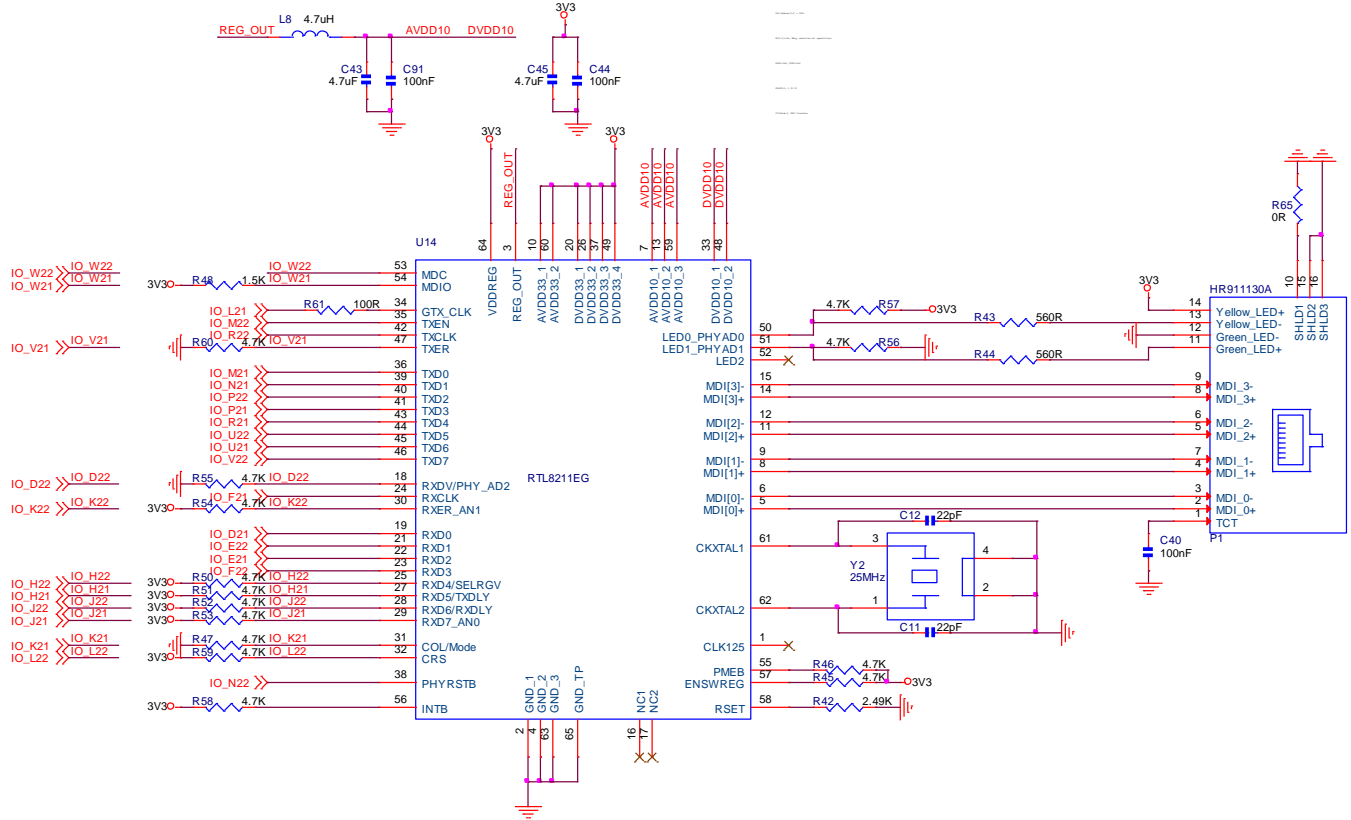 3V3
L8 4.7uH
REG_OUT AVDD10 DVDD10
C43 4.7uF
C91 100nF
C45 4.7uF
C44 100nF
3V3
3V3
REG_OUT
AVDD10
AVDD10
AVDD10
DVDD10
DVDD10
64
3
10
60
20
26
37
49
7
13
59
33
48
U14
VDDREG
REG_OUT
AVDD33_1
AVDD33_2
DVDD33_1
DVDD33_2
DVDD33_3
DVDD33_4
AVDD10_1
AVDD10_2
AVDD10_3
DVDD10_1
DVDD10_2
IO_W22 IO_W22 IO_W22 53 MDC
IO_W21 IO_W21 3V3 R48 1.5K IO_W21 54 MDIO
IO_L21 R61 100R 34 GTX_CLK
IO_M22 35 TXEN
IO_R22 42 TXCLK
IO_V21 IO_V21 R60 4.7K IO_V21 47 TXER
IO_M21 36 TXD0
IO_N21 39 TXD1
IO_P22 40 TXD2
IO_P21 41 TXD3
IO_R21 43 TXD4
IO_U22 44 TXD5
IO_U21 45 TXD6
IO_V22 46 TXD7
RTL8211EG
IO_D22 IO_D22 R55 4.7K IO_D22 18 RXDV/PHY_AD2
IO_F21 24 RXCLK
IO_K22 IO_K22 3V3 R54 4.7K IO_K22 30 RXER_AN1
IO_D21 19 RXD0
IO_E22 21 RXD1
IO_E21 22 RXD2
IO_F22 23 RXD3
IO_H22 IO_H22 3V3 R50 4.7K IO_H22 25 RXD4/SELRGV
IO_H21 IO_H21 3V3 R51 4.7K IO_H21 27 RXD5/TXDLY
IO_J22 IO_J22 3V3 R52 4.7K IO_J22 28 RXD6/RXDLY
IO_J21 IO_J21 3V3 R53 4.7K IO_J21 29 RXD7_AN0
IO_K21 IO_K21 R47 4.7K IO_K21 31 COL/Mode
IO_L22 IO_L22 3V3 R59 4.7K IO_L22 32 CRS
IO_N22 38 PHYRSTB
3V3 R58 4.7K 56 INTB
GND_1
GND_2
GND_3
GND_TP
NC1
NC2
2
4
63
65
16
17
LED0_PHYAD0 50
LED1_PHYAD1 51
LED2 52
4.7K R57 3V3
R43 560R
4.7K R56
R44 560R
MDI[3]- 15
MDI[3]+ 14
MDI[2]- 12
MDI[2]+ 11
MDI[1]- 9
MDI[1]+ 8
MDI[0]- 6
MDI[0]+ 5
CKXTAL1 61
CKXTAL2 62
C12 22pF
Y2
25MHz
3
4
1
2
C11 22pF
CLK125 1
PMEB 55 R46 4.7K
ENSWREG 57 R45 4.7K 3V3
RSET 58 R42 2.49K
R65
0R
10
15
16
HR911130A
SHLD1
SHLD2
SHLD3
3V3
14 Yellow_LED+
13 Yellow_LED-
12 Green_LED-
11 Green_LED+
9 MDI_3-
8 MDI_3+
6 MDI_2-
5 MDI_2+
7 MDI_1-
4 MDI_1+
3 MDI_0-
2 MDI_0+
1 TCT
P1
C40
100nF